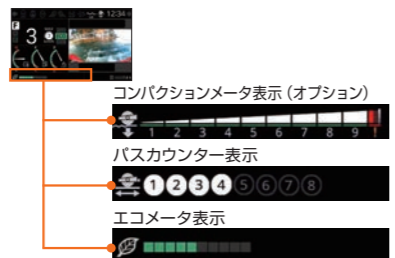 F
12:34
3
コンパクションメータ表示(オプション)
1 2 3 4 5 6 7 8 9 !
パスカウンター表示
1 2 3 4 5 6 7 8
エコメータ表示